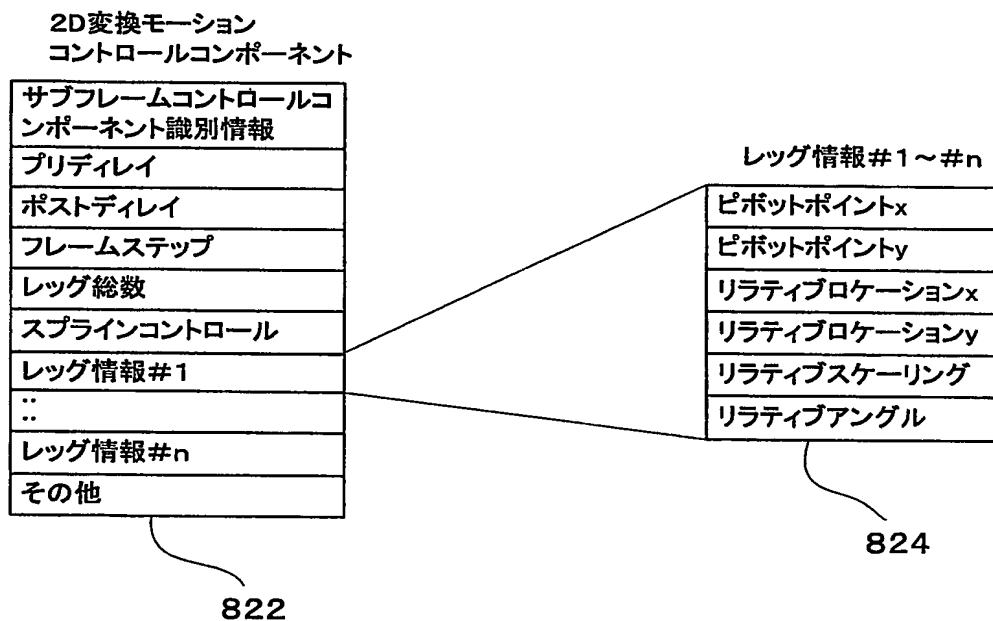 2D変換モーション
コントロールコンポーネント
サブフレームコントロールコ
ンポーネント識別情報
プリディレイ
ポストディレイ
フレームステップ
レッグ総数
スプラインコントロール
レッグ情報#1
::
レッグ情報#n
その他
822
レッグ情報#1～#n
ピボットポイントx
ピボットポイントy
リラティブロケーションx
リラティブロケーションy
リラティブスケーリング
リラティブアングル
824